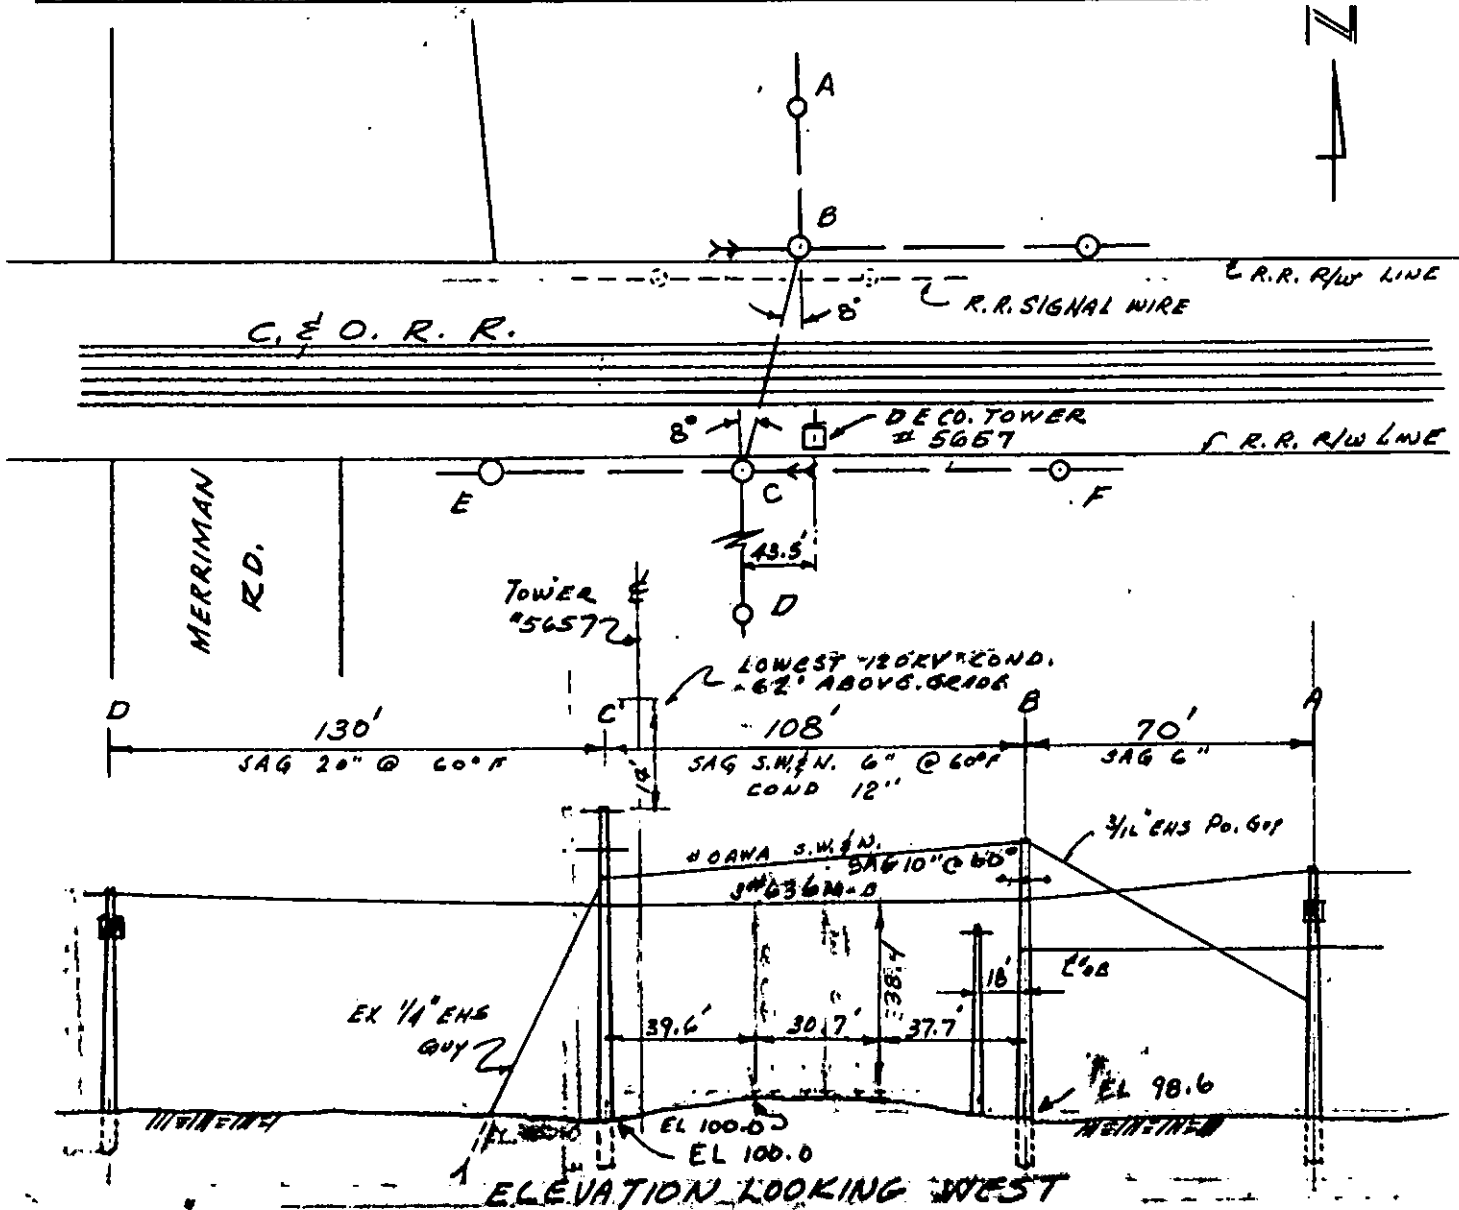 N
A
B
R.R. R/W LINE
R.R. SIGNAL WIRE
8°
C. & O. R. R.
8°
DECO. TOWER
# 5657
R.R. R/W LINE
E
C
F
MERRIMAN
RD.
43.5'
D
TOWER
#5657
LOWEST 120KV COND.
62' ABOVE GRADE
D
C
B
A
130'
108'
70'
SAG 20" @ 60°F
SAG S.W.&N. 6" @ 60°F
SAG 6"
COND 12"
14'
3/16" EHS PO. GUY
S.W.&N.
SAG 10" @ 60°
38.4
18'
EX 1/4" EHS
GUY
39.6'
30.7'
37.7'
EL 98.6
EL 100.0
EL 100.0
ELEVATION LOOKING WEST